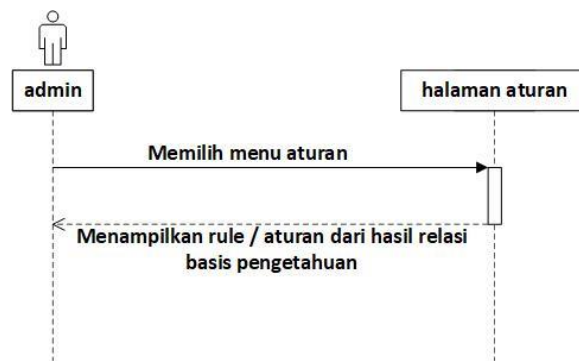 admin
halaman aturan
Memilih menu aturan
Menampilkan rule / aturan dari hasil relasi
basis pengetahuan